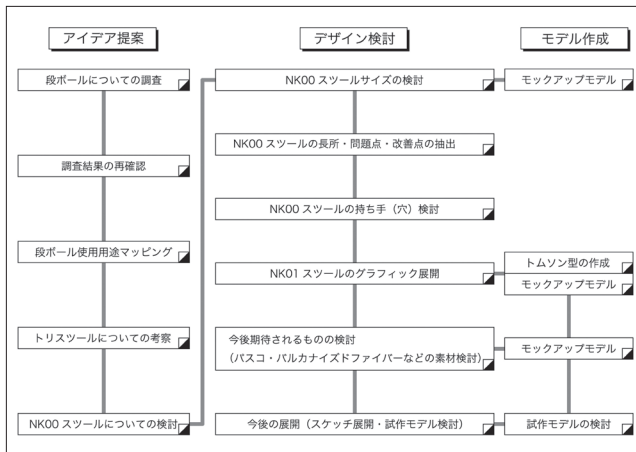 アイデア提案
段ボールについての調査
調査結果の再確認
段ボール使用用途マッピング
トリスツールについての考察
NK00 スツールについての検討
デザイン検討
NK00 スツールサイズの検討
NK00 スツールの長所・問題点・改善点の抽出
NK00 スツールの持ち手（穴）検討
NK01 スツールのグラフィック展開
今後期待されるものの検討
（パスコ・バルカナイズドファイバーなどの素材検討）
今後の展開（スケッチ展開・試作モデル検討）
モデル作成
モックアップモデル
トムソン型の作成
モックアップモデル
モックアップモデル
試作モデルの検討